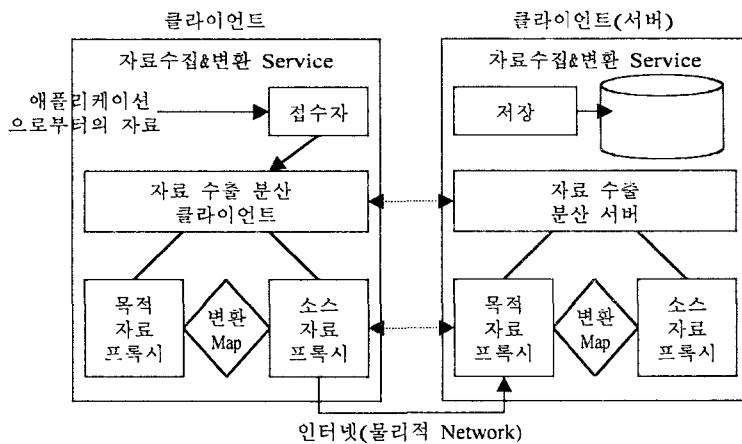 클라이언트
자료수집&변환 Service
애플리케이션
으로부터의 자료
접수자
자료 수출 분산
클라이언트
목적
자료
프록시
변환
Map
소스
자료
프록시
클라이언트(서버)
자료수집&변환 Service
저장
자료 수출
분산 서버
목적
자료
프록시
변환
Map
소스
자료
프록시
인터넷(물리적 Network)